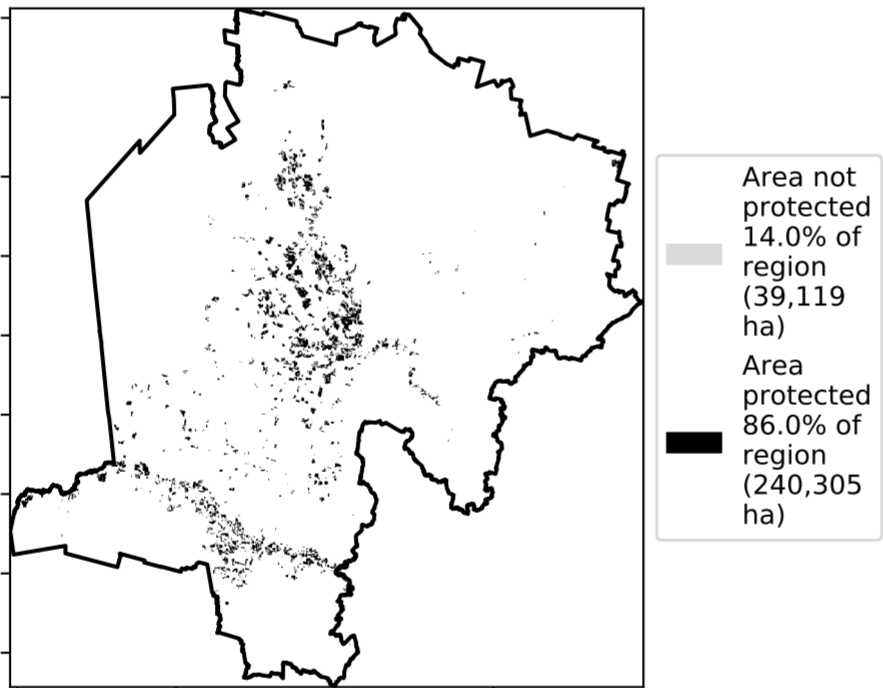 Area not
protected
14.0% of
region
(39,119
ha)
Area
protected
86.0% of
region
(240,305
ha)